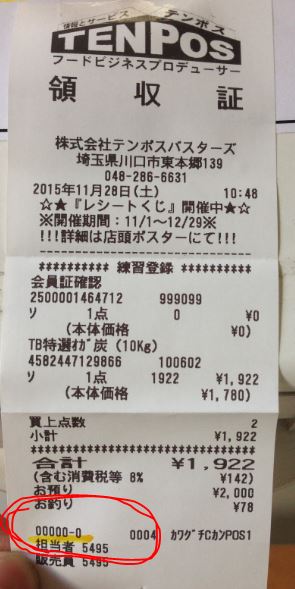 情報とサービス テンポス
TENPOS
フードビジネスプロデューサー
領収証
株式会社テンポスバスターズ
埼玉県川口市東本郷139
048-286-6631
2015年11月28日(土) 10:48
☆★『レシートくじ』開催中★☆
※開催期間：11/1～12/29※
!!!詳細は店頭ポスターにて!!!
********** 練習登録 **********
会員証確認
2500001464712 999099
ソ 1点 0 ¥0
(本体価格 ¥0)
TB特選ｵｶﾞ炭 (10Kg)
4582447129866 100602
ソ 1点 1922 ¥1,922
(本体価格 ¥1,780)
買上点数 2
小計 ¥1,922
合計 ¥1,922
(含む消費税等 8% ¥142)
お預り ¥2,000
お釣り ¥78
00000-0 0004 ｶﾜｸﾞﾁCｶﾝPOS1
担当者 5495
販売員 5495